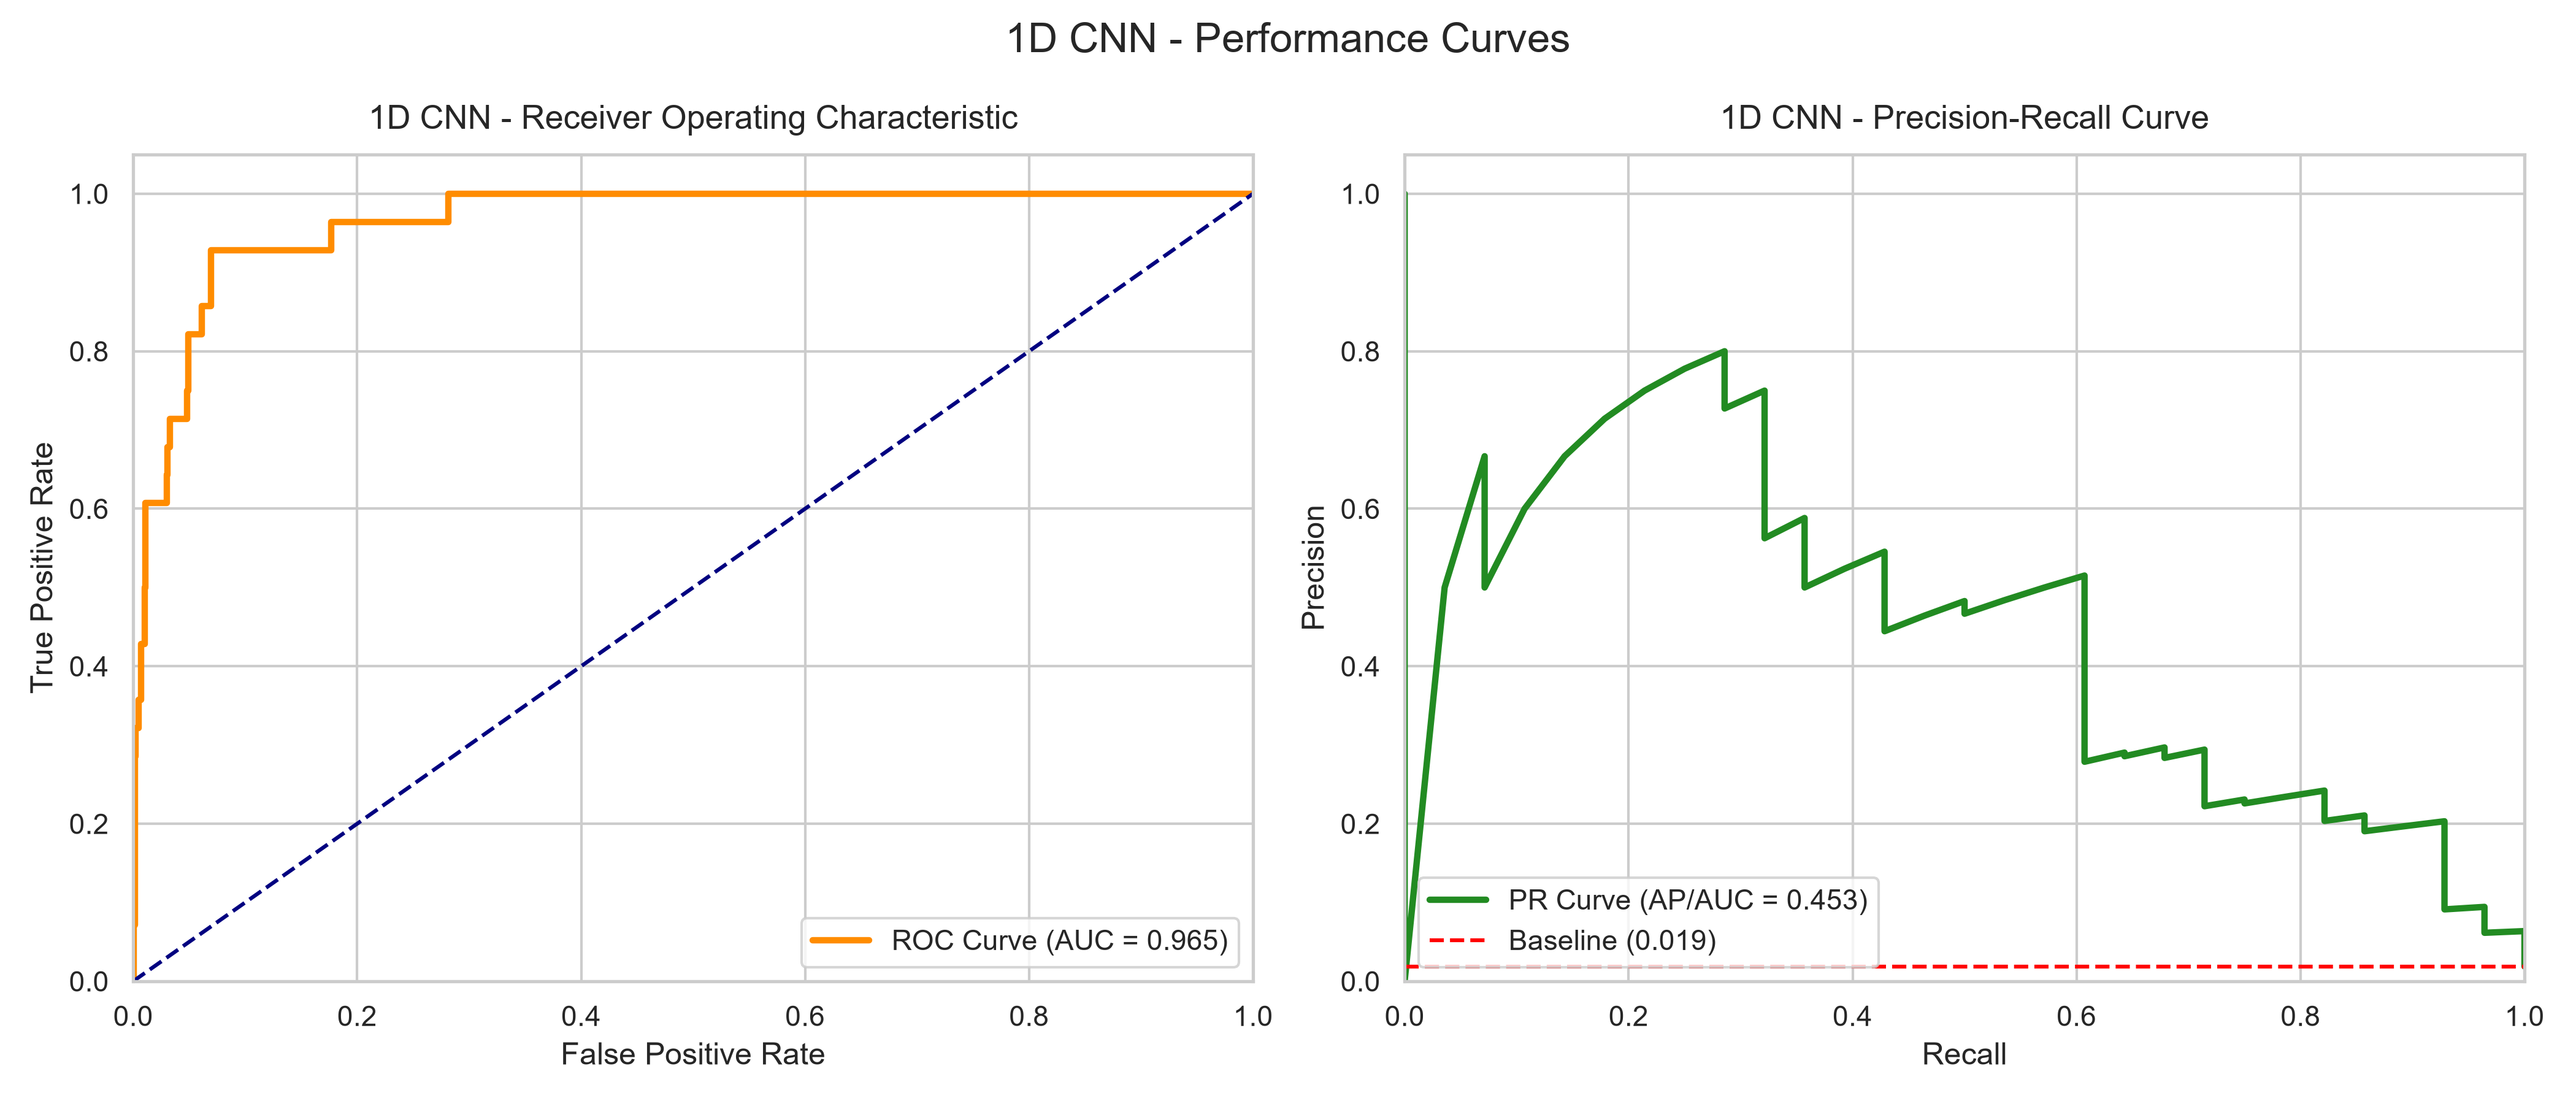 1D CNN - Performance Curves
1D CNN - Receiver Operating Characteristic
True Positive Rate
1.0
0.8
0.6
0.4
0.2
0.0
0.0 0.2 0.4 0.6 0.8 1.0
False Positive Rate
ROC Curve (AUC = 0.965)
1D CNN - Precision-Recall Curve
Precision
1.0
0.8
0.6
0.4
0.2
0.0
0.0 0.2 0.4 0.6 0.8 1.0
Recall
PR Curve (AP/AUC = 0.453)
Baseline (0.019)